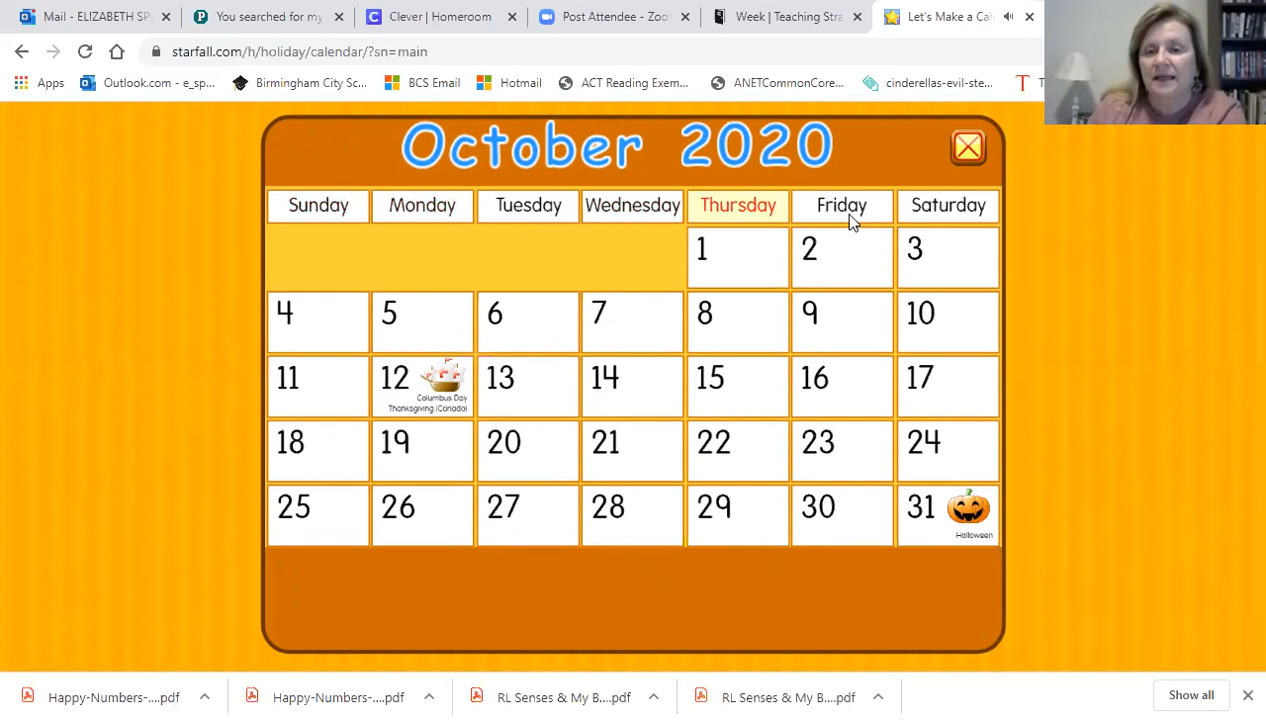 Mail - ELIZABETH SP
You searched for my
Clever | Homeroom
Post Attendee - Zoo
Week | Teaching Stra
Let's Make a Cal
starfall.com/h/holiday/calendar/?sn=main
Apps
Outlook.com - e_sp...
Birmingham City Sc...
BCS Email
Hotmail
ACT Reading Exem...
ANETCommonCore...
cinderellas-evil-ste...
T
October 2020
Sunday Monday Tuesday Wednesday Thursday Friday Saturday
1 2 3
4 5 6 7 8 9 10
11 12 13 14 15 16 17
Columbus Day
Thanksgiving (Canada)
18 19 20 21 22 23 24
25 26 27 28 29 30 31
Halloween
Happy-Numbers-....pdf
Happy-Numbers-....pdf
RL Senses & My B....pdf
RL Senses & My B....pdf
Show all